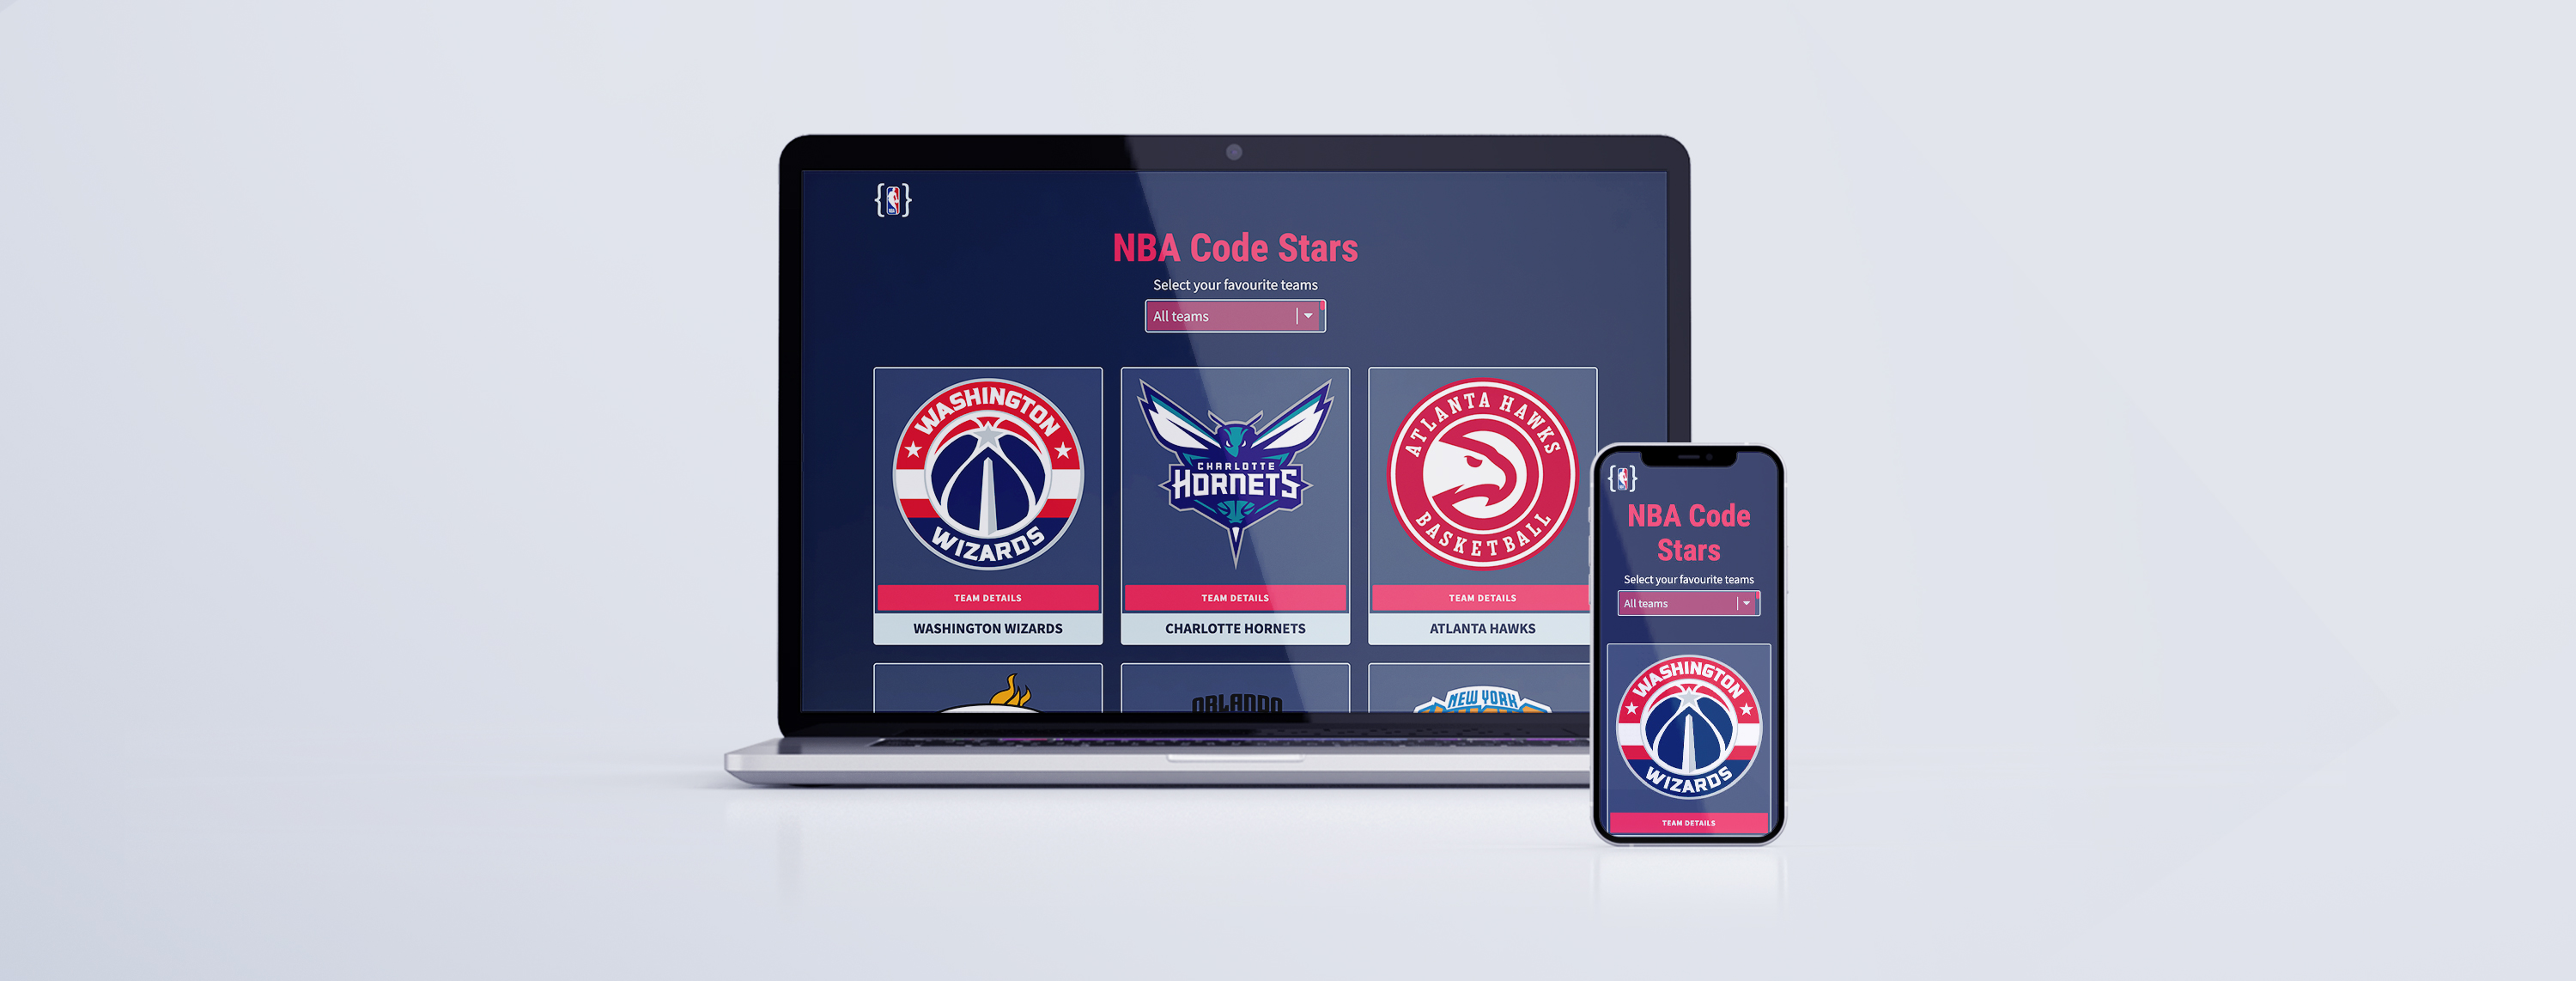 NBA Code Stars
Select your favourite teams
All teams
WASHINGTON
WIZARDS
CHARLOTTE
HORNETS
ATLANTA HAWKS
BASKETBALL
TEAM DETAILS
TEAM DETAILS
TEAM DETAILS
WASHINGTON WIZARDS
CHARLOTTE HORNETS
ATLANTA HAWKS
ORLANDO
NEW YORK
NBA Code
Stars
Select your favourite teams
All teams
WASHINGTON
WIZARDS
TEAM DETAILS